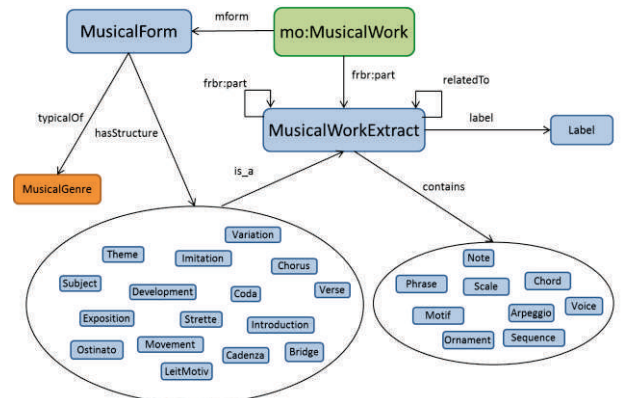 mform
MusicalForm
mo:MusicalWork
frbr:part
frbr:part
relatedTo
typicalOf
hasStructure
MusicalWorkExtract
label
Label
MusicalGenre
is_a
contains
Variation
Theme
Imitation
Chorus
Subject
Development
Coda
Verse
Exposition
Strette
Introduction
Ostinato
Movement
Cadenza
Bridge
LeitMotiv
Note
Phrase
Scale
Chord
Motif
Arpeggio
Voice
Ornament
Sequence